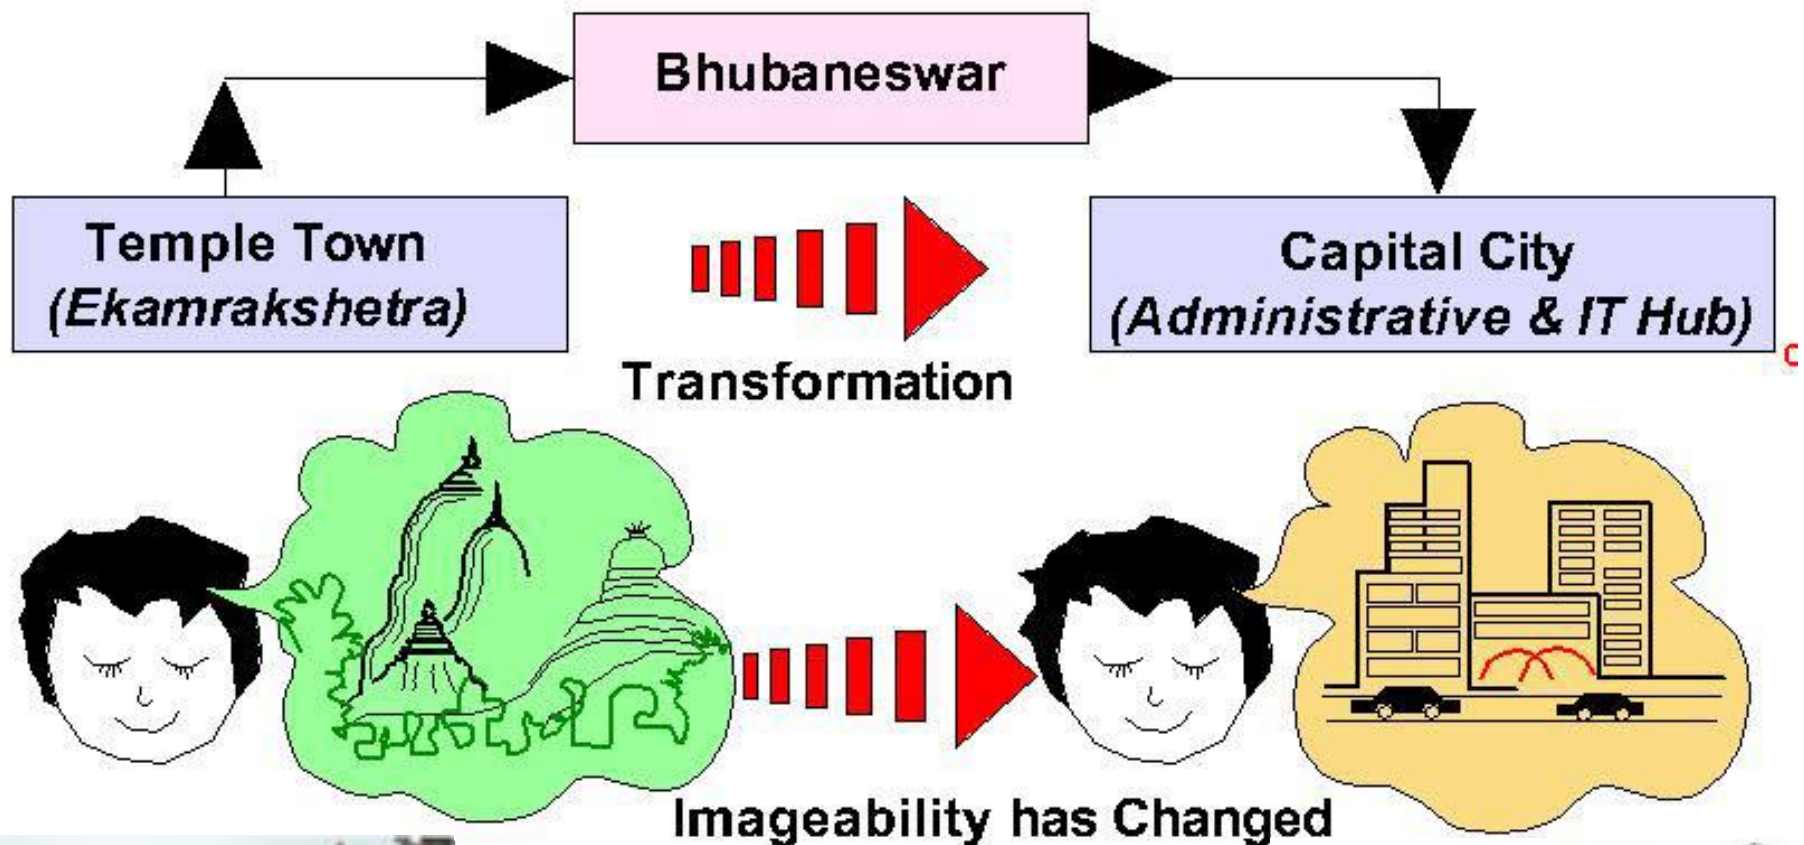 Bhubaneswar
Temple Town
(Ekamrakshetra)
Capital City
(Administrative & IT Hub)
Transformation
Imageability has Changed